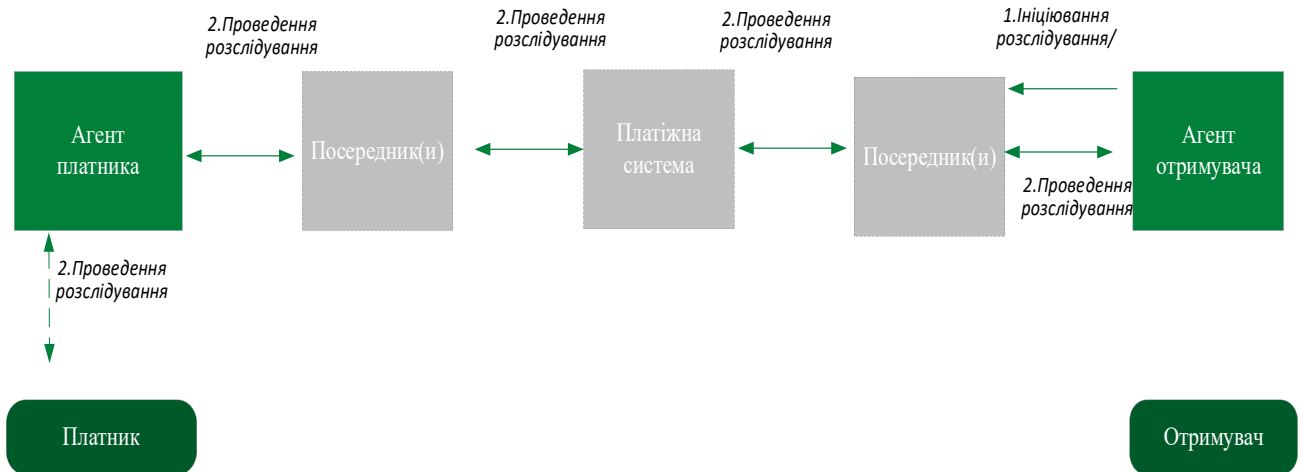 2.Проведення
розслідування
2.Проведення
розслідування
2.Проведення
розслідування
1.Ініціювання
розслідування/
Агент
платника
Посередник(и)
Платіжна
система
Посередник(и)
Агент
отримувача
2.Проведення
розслідування
2.Проведення
розслідування
Платник
Отримувач